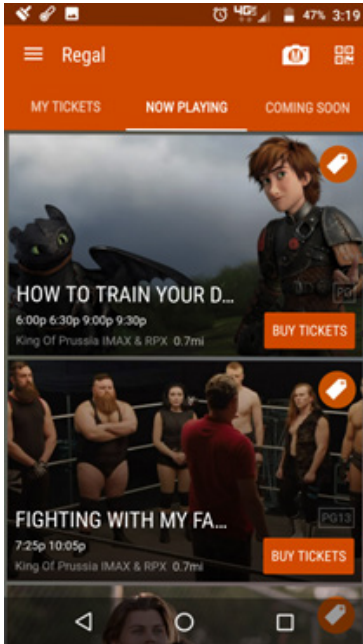 4G 47% 3:19
Regal
MY TICKETS NOW PLAYING COMING SOON
HOW TO TRAIN YOUR D...
PG
6:00p 6:30p 9:00p 9:30p
King Of Prussia IMAX & RPX 0.7mi
BUY TICKETS
FIGHTING WITH MY FA...
PG13
7:25p 10:05p
King Of Prussia IMAX & RPX 0.7mi
BUY TICKETS